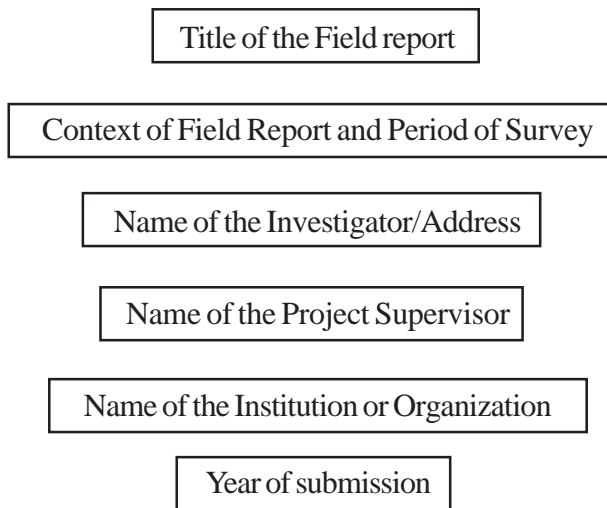 Title of the Field report
Context of Field Report and Period of Survey
Name of the Investigator/Address
Name of the Project Supervisor
Name of the Institution or Organization
Year of submission